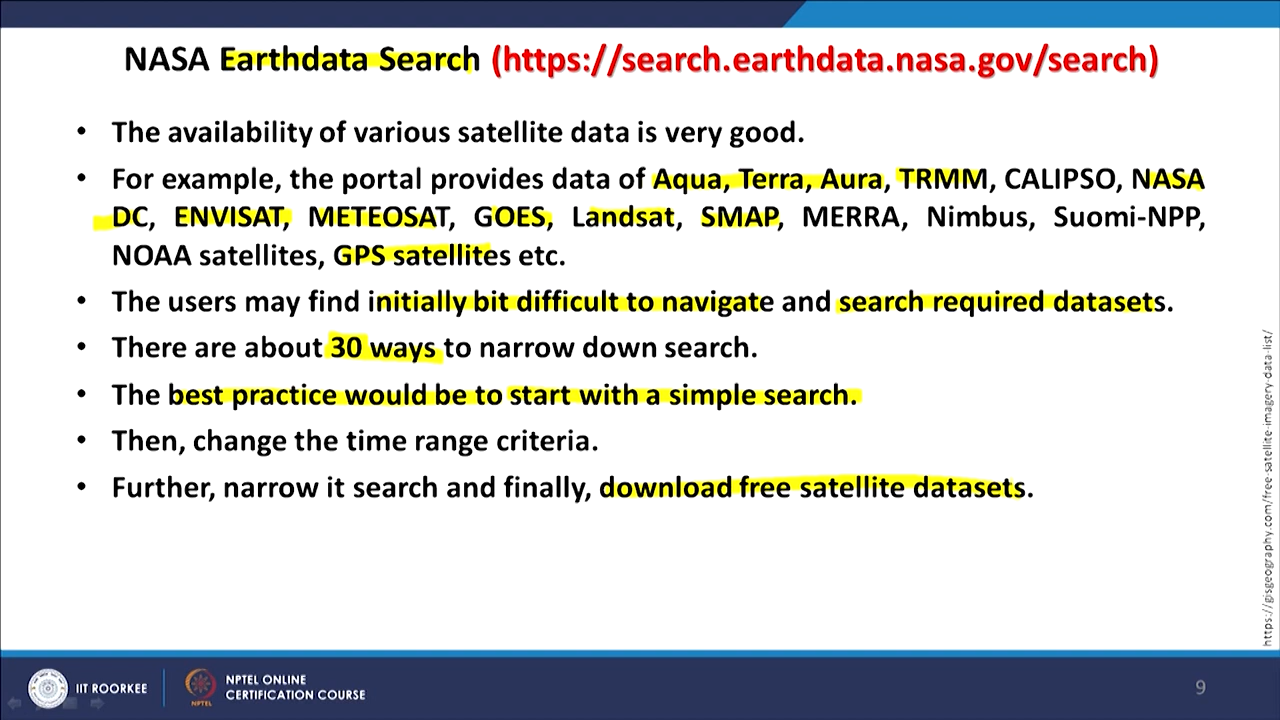 NASA Earthdata Search (https://search.earthdata.nasa.gov/search)
• The availability of various satellite data is very good.
• For example, the portal provides data of Aqua, Terra, Aura, TRMM, CALIPSO, NASA
DC, ENVISAT, METEOSAT, GOES, Landsat, SMAP, MERRA, Nimbus, Suomi-NPP,
NOAA satellites, GPS satellites etc.
• The users may find initially bit difficult to navigate and search required datasets.
• There are about 30 ways to narrow down search.
• The best practice would be to start with a simple search.
• Then, change the time range criteria.
• Further, narrow it search and finally, download free satellite datasets.
https://gisgeography.com/free-satellite-imagery-data-list/
IIT ROORKEE
NPTEL
NPTEL ONLINE
CERTIFICATION COURSE
9